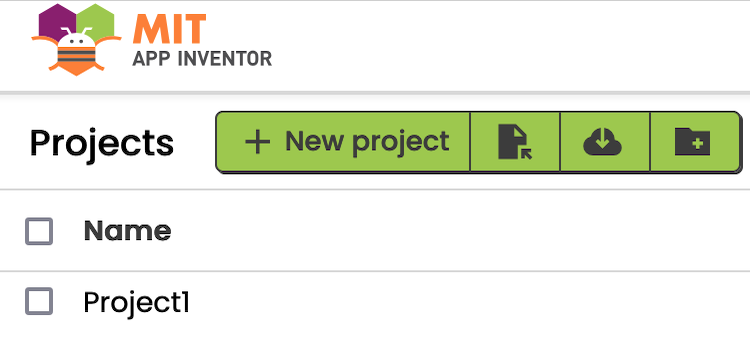 MIT
APP INVENTOR
Projects + New project
Name
Project1